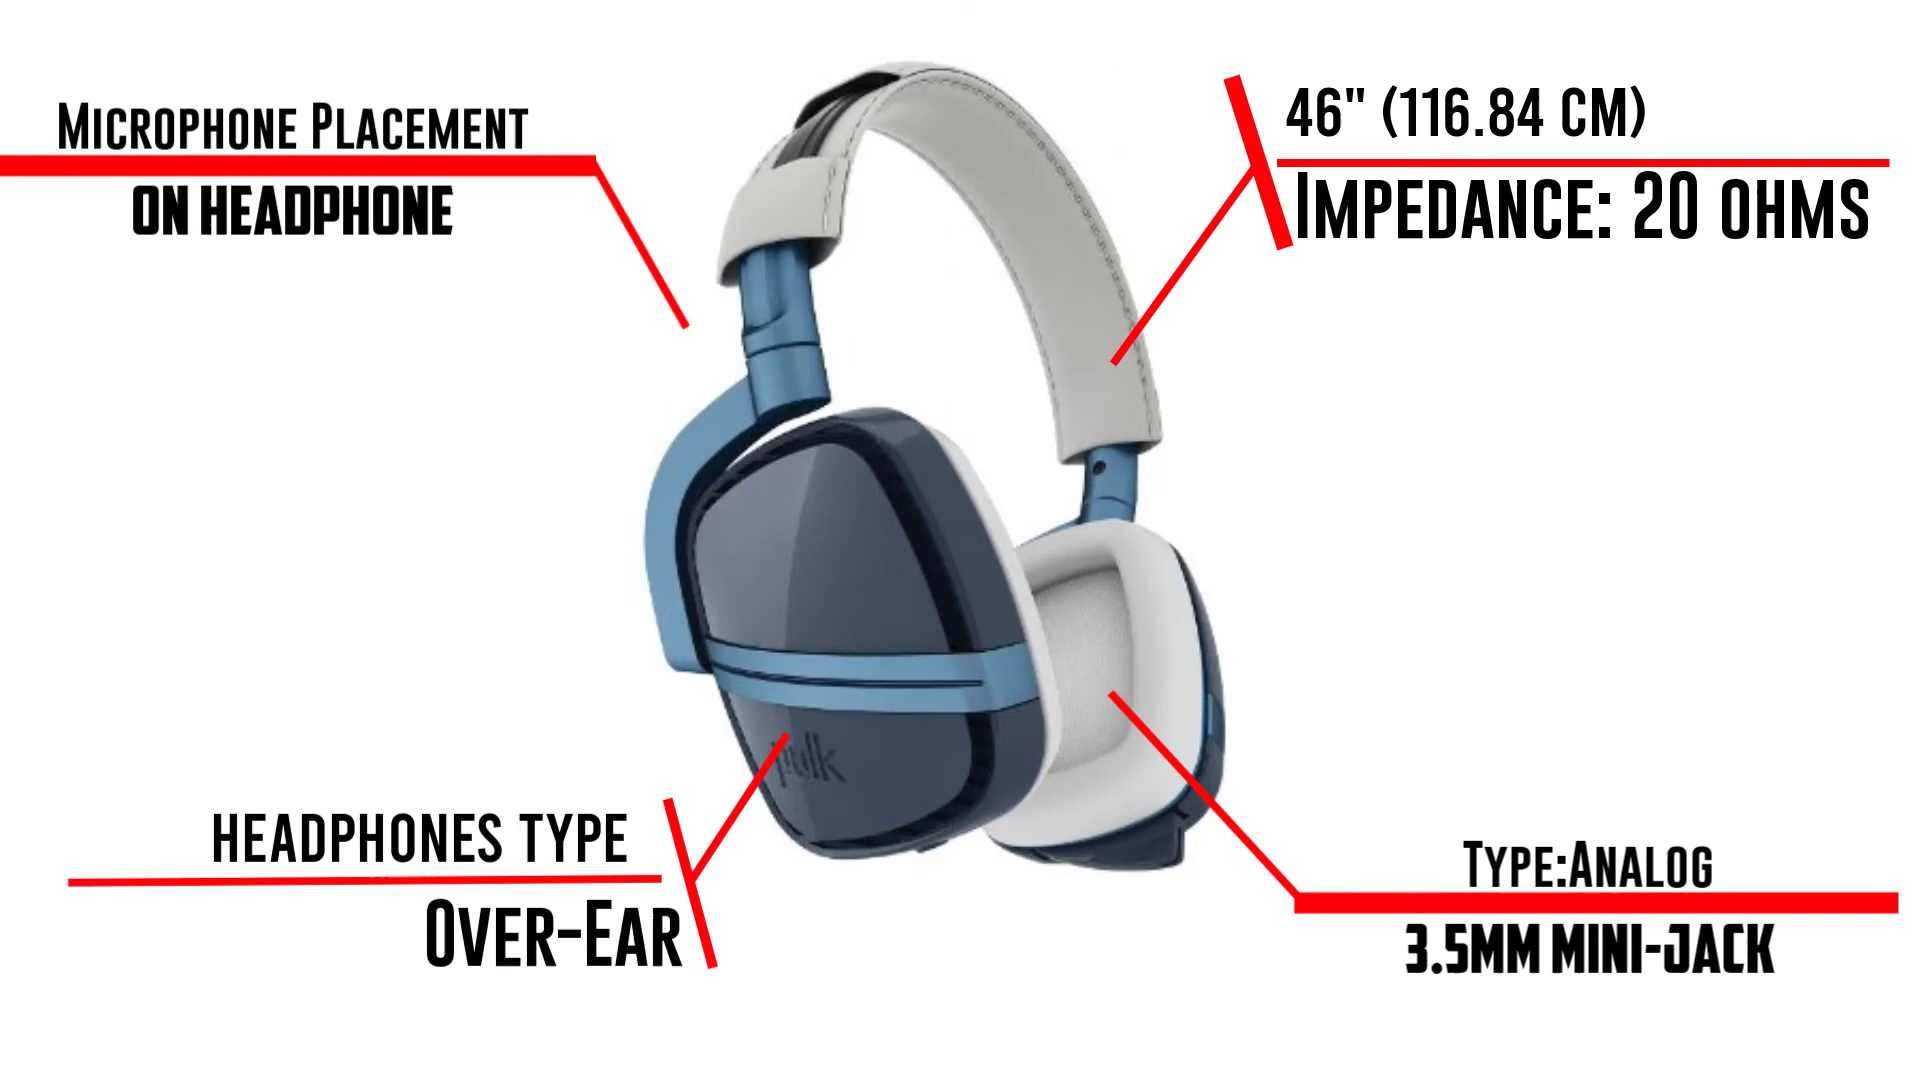 Microphone Placement
ON HEADPHONE
46" (116.84 CM)
Impedance: 20 ohms
polk
HEADPHONES TYPE
Over-Ear
Type:Analog
3.5MM MINI-JACK